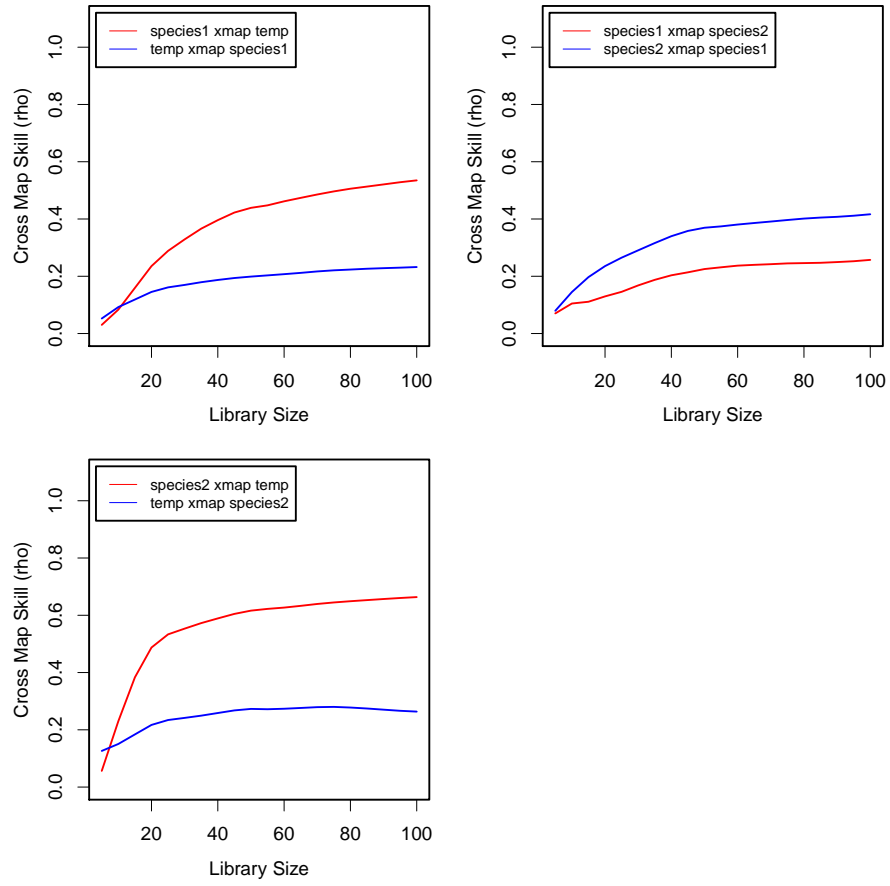 species1 xmap temp
temp xmap species1
Cross Map Skill (rho)
1.0
0.8
0.6
0.4
0.2
0.0
20 40 60 80 100
Library Size
species1 xmap species2
species2 xmap species1
Cross Map Skill (rho)
1.0
0.8
0.6
0.4
0.2
0.0
20 40 60 80 100
Library Size
species2 xmap temp
temp xmap species2
Cross Map Skill (rho)
1.0
0.8
0.6
0.4
0.2
0.0
20 40 60 80 100
Library Size